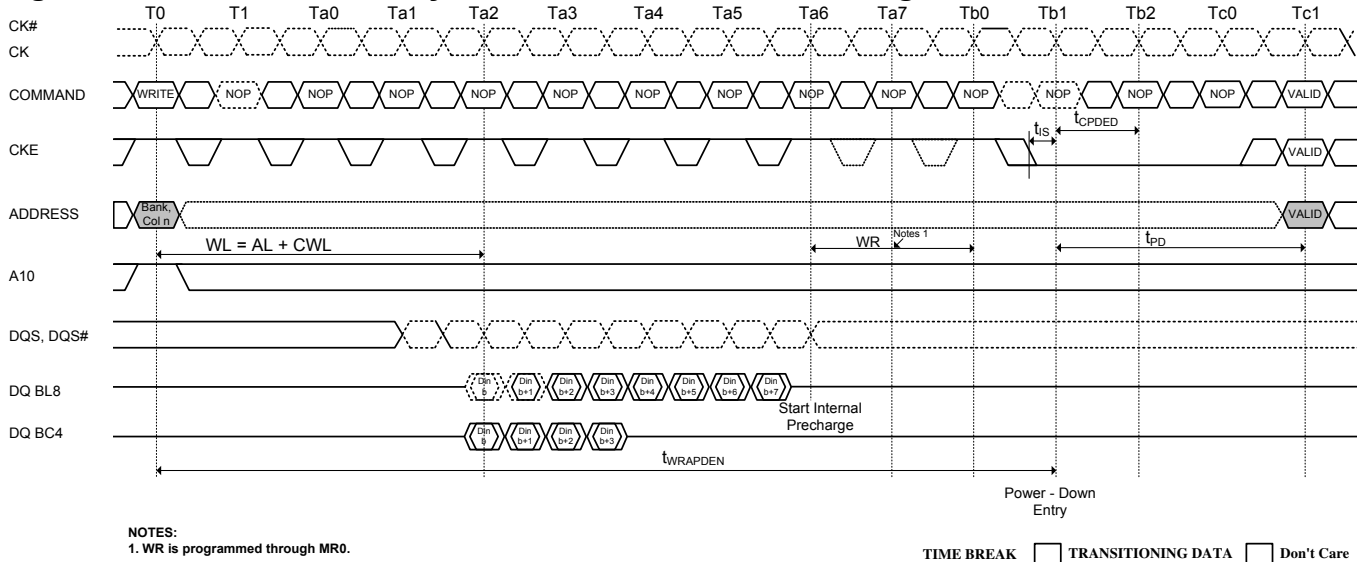 T0 T1 Ta0 Ta1 Ta2 Ta3 Ta4 Ta5 Ta6 Ta7 Tb0 Tb1 Tb2 Tc0 Tc1
CK#
CK
COMMAND WRITE NOP NOP NOP NOP NOP NOP NOP NOP NOP NOP NOP NOP NOP VALID
tIS tCPDED
CKE VALID
ADDRESS Bank, Col n VALID
WL = AL + CWL WR Notes 1 tPD
A10
DQS, DQS#
DQ BL8 Din b Din b+1 Din b+2 Din b+3 Din b+4 Din b+5 Din b+6 Din b+7
Start Internal
Precharge
DQ BC4 Din b Din b+1 Din b+2 Din b+3
tWRAPDEN
Power - Down
Entry
NOTES:
1. WR is programmed through MR0.
TIME BREAK TRANSITIONING DATA Don't Care